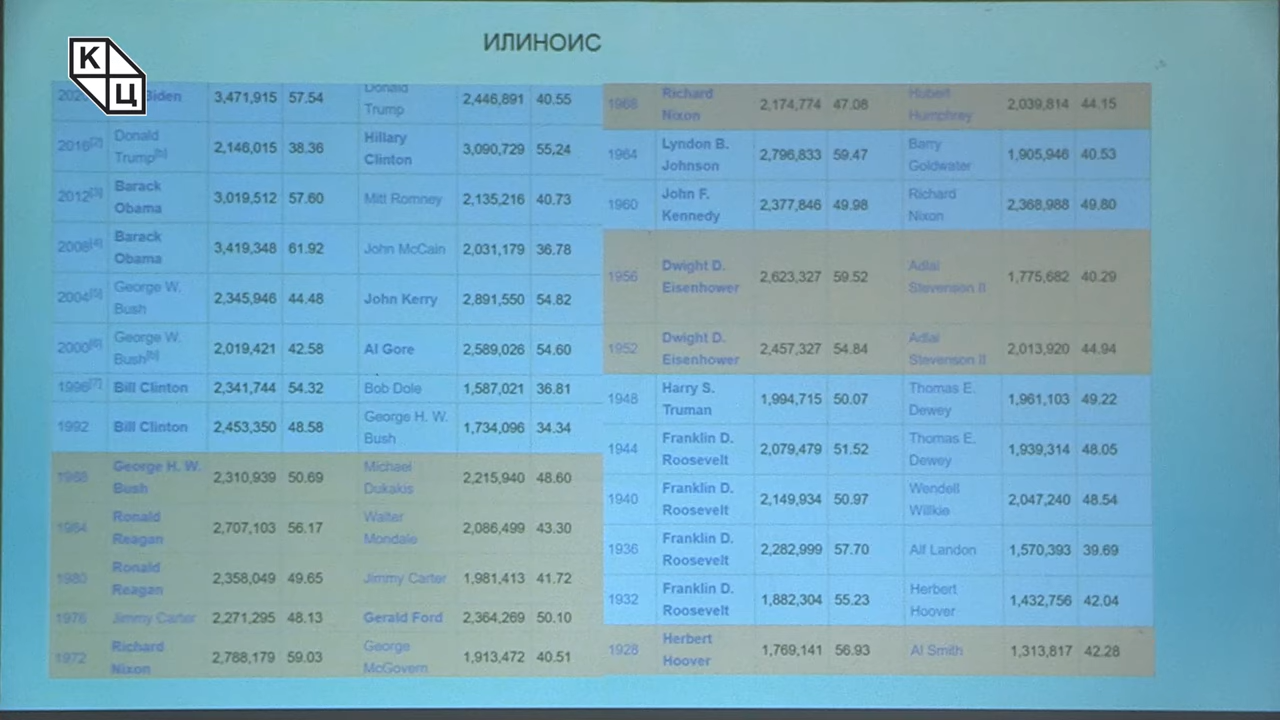 ИЛИНОИС
К
Ц
Biden 3,471,915 57.54 Donald Trump 2,446,891 40.55
2016[2] Donald Trump[b] 2,146,015 38.36 Hillary Clinton 3,090,729 55.24
2012[3] Barack Obama 3,019,512 57.60 Mitt Romney 2,135,216 40.73
2008[4] Barack Obama 3,419,348 61.92 John McCain 2,031,179 36.78
2004[5] George W. Bush 2,345,946 44.48 John Kerry 2,891,550 54.82
2000[6] George W. Bush[b] 2,019,421 42.58 Al Gore 2,589,026 54.60
1996[7] Bill Clinton 2,341,744 54.32 Bob Dole 1,587,021 36.81
1992 Bill Clinton 2,453,350 48.58 George H. W. Bush 1,734,096 34.34
1988 George H. W. Bush 2,310,939 50.69 Michael Dukakis 2,215,940 48.60
1984 Ronald Reagan 2,707,103 56.17 Walter Mondale 2,086,499 43.30
1980 Ronald Reagan 2,358,049 49.65 Jimmy Carter 1,981,413 41.72
1976 Jimmy Carter 2,271,295 48.13 Gerald Ford 2,364,269 50.10
1972 Richard Nixon 2,788,179 59.03 George McGovern 1,913,472 40.51
1968 Richard Nixon 2,174,774 47.08 Hubert Humphrey 2,039,814 44.15
1964 Lyndon B. Johnson 2,796,833 59.47 Barry Goldwater 1,905,946 40.53
1960 John F. Kennedy 2,377,846 49.98 Richard Nixon 2,368,988 49.80
1956 Dwight D. Eisenhower 2,623,327 59.52 Adlai Stevenson II 1,775,682 40.29
1952 Dwight D. Eisenhower 2,457,327 54.84 Adlai Stevenson II 2,013,920 44.94
1948 Harry S. Truman 1,994,715 50.07 Thomas E. Dewey 1,961,103 49.22
1944 Franklin D. Roosevelt 2,079,479 51.52 Thomas E. Dewey 1,939,314 48.05
1940 Franklin D. Roosevelt 2,149,934 50.97 Wendell Willkie 2,047,240 48.54
1936 Franklin D. Roosevelt 2,282,999 57.70 Alf Landon 1,570,393 39.69
1932 Franklin D. Roosevelt 1,882,304 55.23 Herbert Hoover 1,432,756 42.04
1928 Herbert Hoover 1,769,141 56.93 Al Smith 1,313,817 42.28